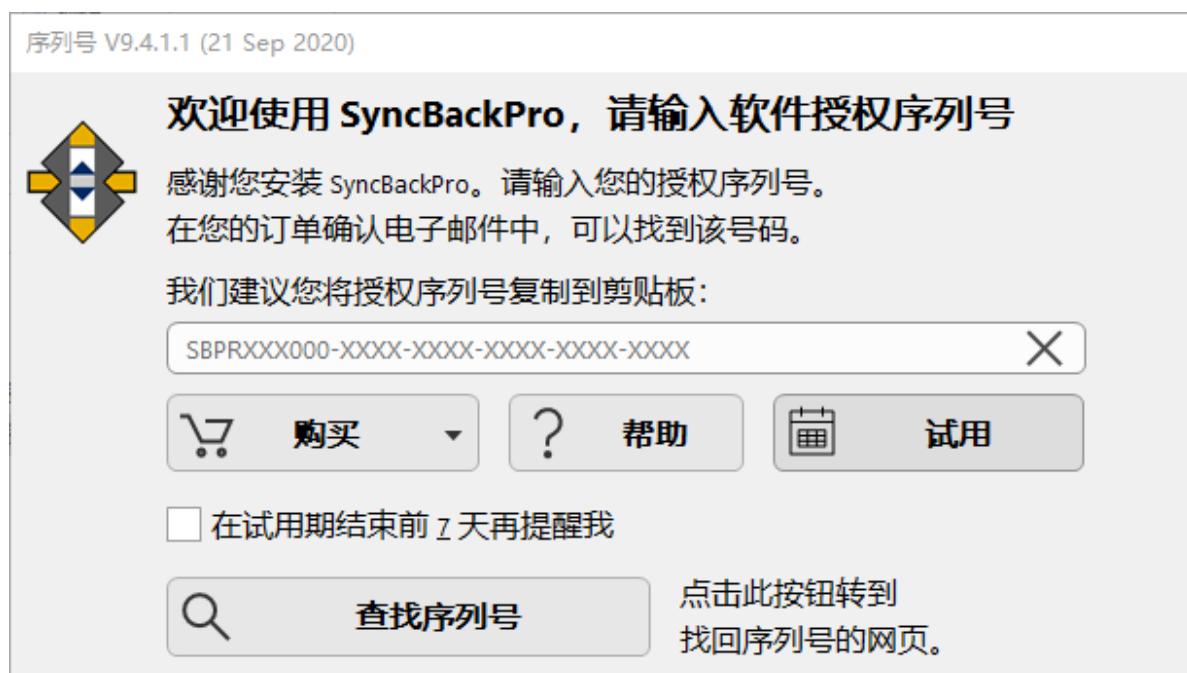 序列号 V9.4.1.1 (21 Sep 2020)
欢迎使用 SyncBackPro，请输入软件授权序列号
感谢您安装 SyncBackPro。请输入您的授权序列号。
在您的订单确认电子邮件中，可以找到该号码。
我们建议您将授权序列号复制到剪贴板：
SBPRXXX000-XXXX-XXXX-XXXX-XXXX-XXXX
购买 帮助 试用
在试用期结束前 7 天再提醒我
查找序列号
点击此按钮转到
找回序列号的网页。